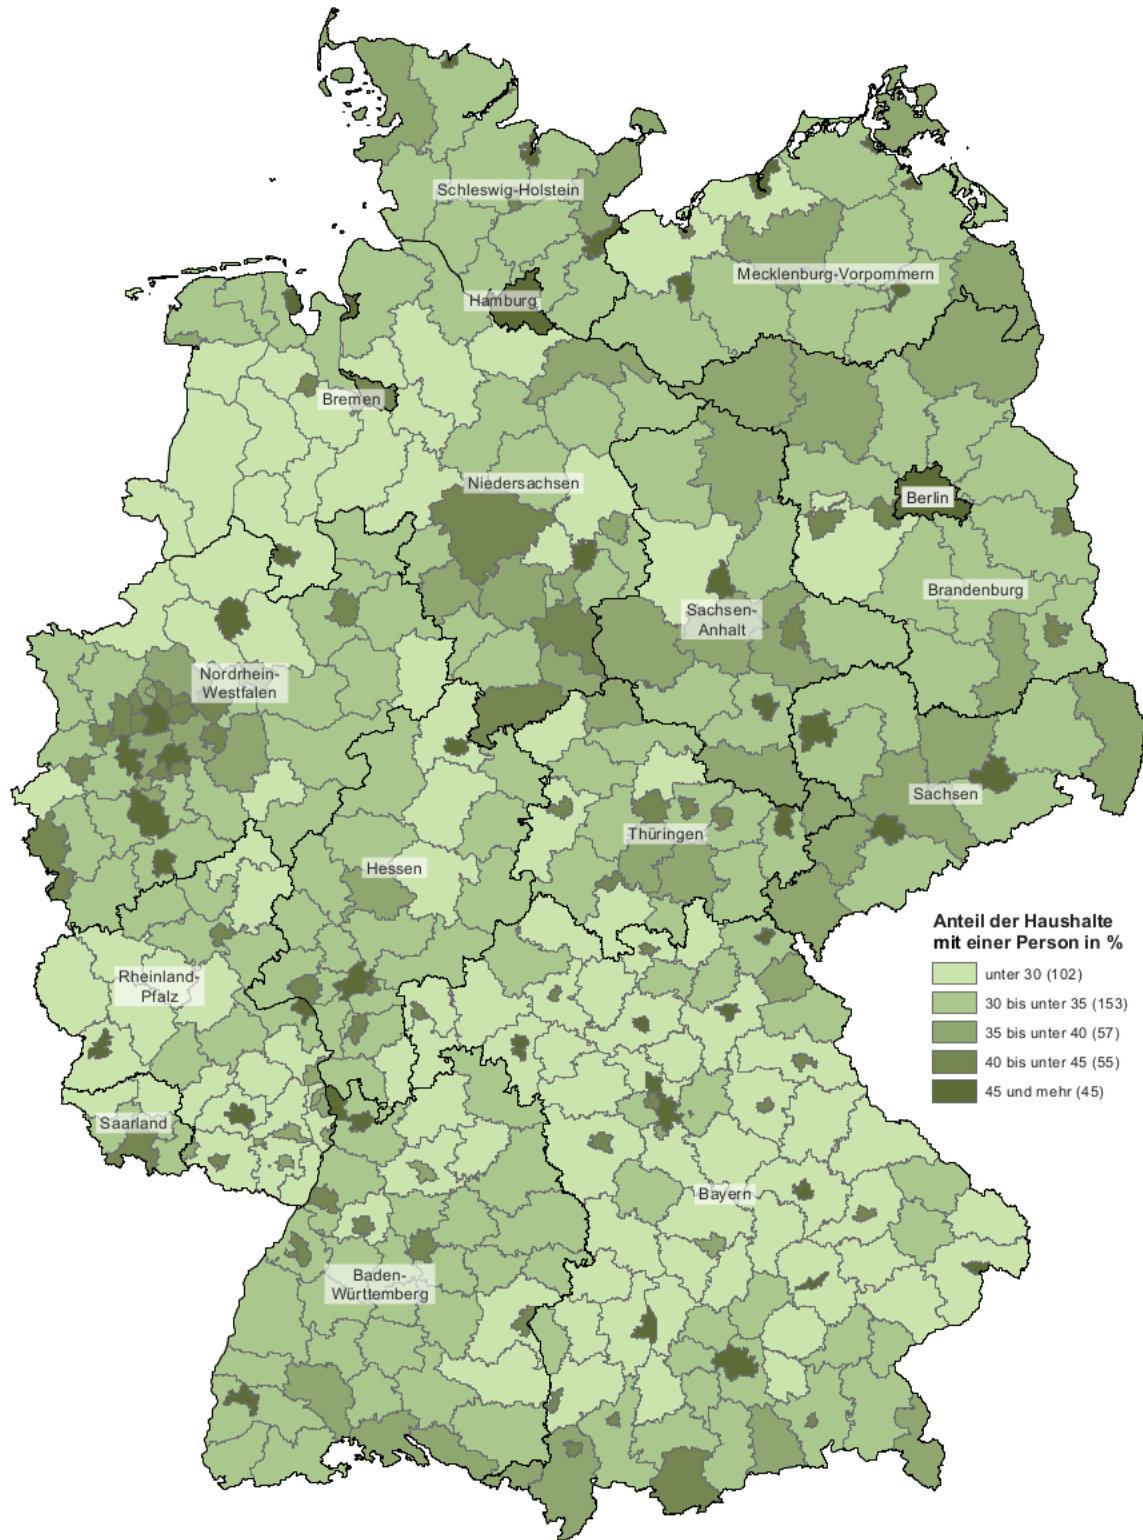 Schleswig-Holstein
Mecklenburg-Vorpommern
Hamburg
Bremen
Niedersachsen
Berlin
Brandenburg
Sachsen-
Anhalt
Nordrhein-
Westfalen
Sachsen
Thüringen
Hessen
Rheinland-
Pfalz
Saarland
Bayern
Baden-
Württemberg
Anteil der Haushalte
mit einer Person in %
unter 30 (102)
30 bis unter 35 (153)
35 bis unter 40 (57)
40 bis unter 45 (55)
45 und mehr (45)